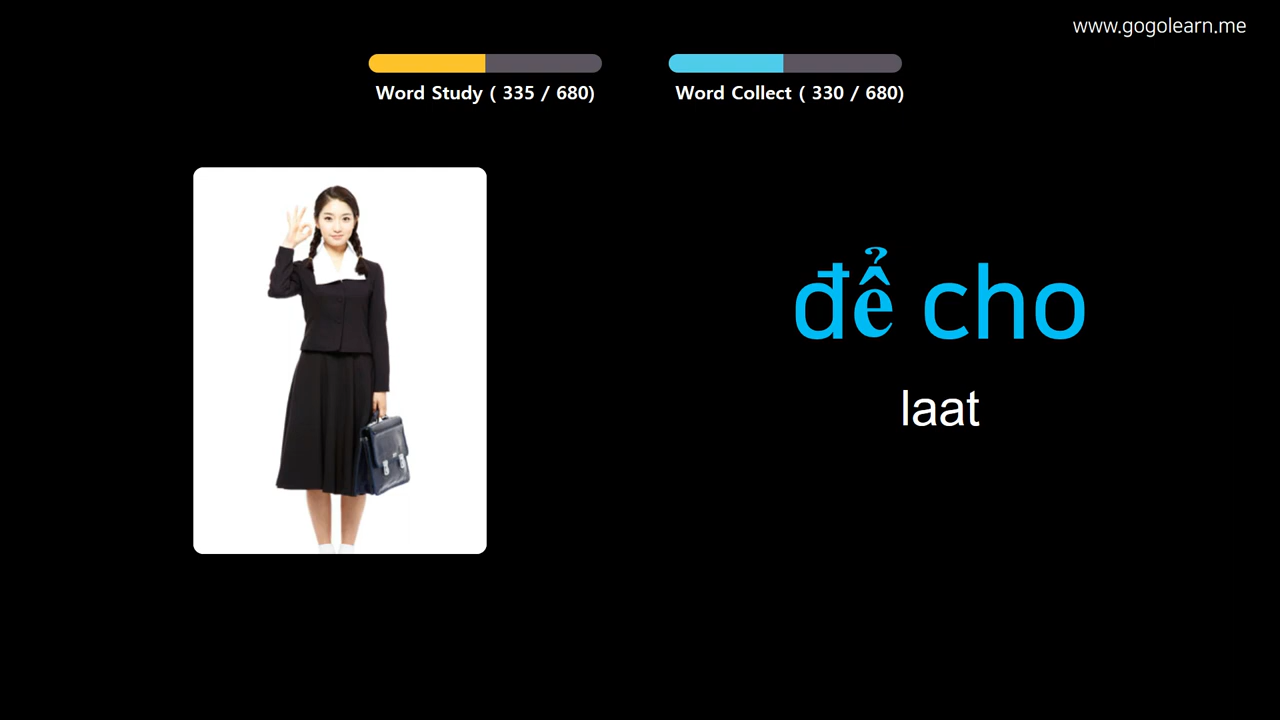 www.gogolearn.me
Word Study ( 335 / 680)
Word Collect ( 330 / 680)
để cho
laat